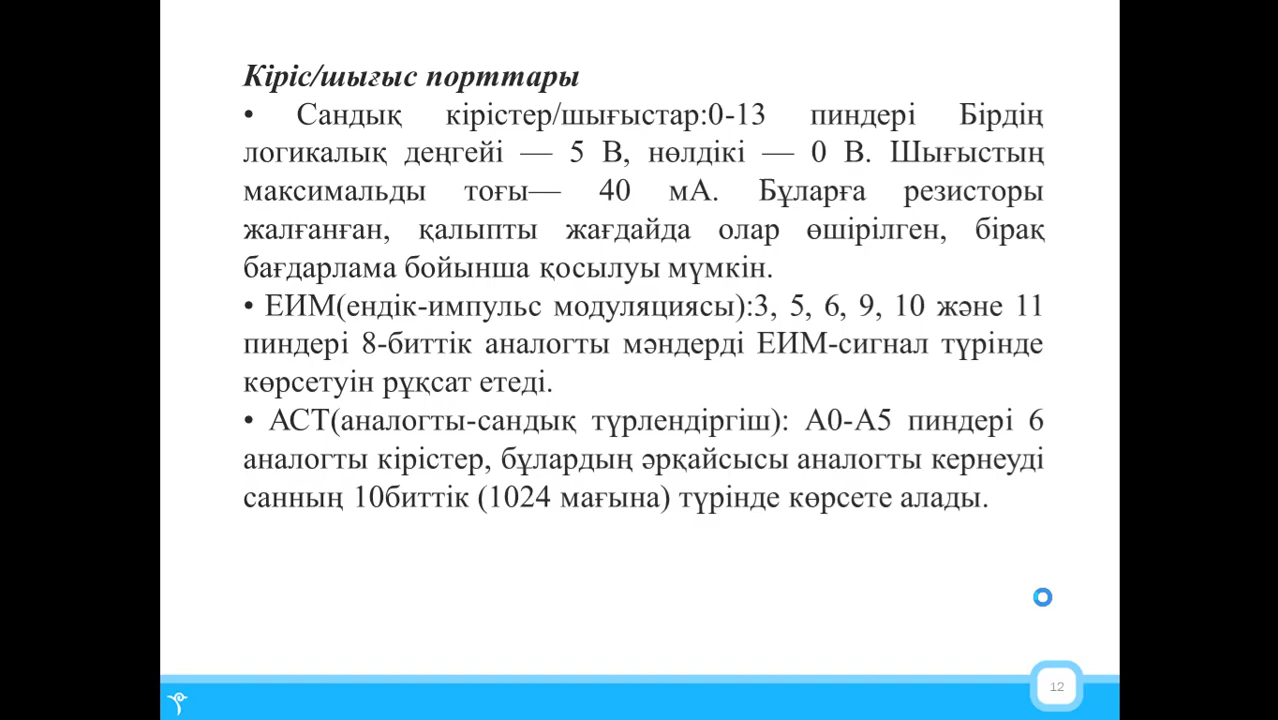 Кіріс/шығыс порттары
• Сандық кірістер/шығыстар:0-13 пиндері Бірдің
логикалық деңгейі — 5 В, нөлдікі — 0 В. Шығыстың
максимальды тоғы— 40 мА. Бұларға резисторы
жалғанған, қалыпты жағдайда олар өшірілген, бірақ
бағдарлама бойынша қосылуы мүмкін.
• ЕИМ(ендік-импульс модуляциясы):3, 5, 6, 9, 10 және 11
пиндері 8-биттік аналогты мәндерді ЕИМ-сигнал түрінде
көрсетуін рұқсат етеді.
• АСТ(аналогты-сандық түрлендіргіш): А0-А5 пиндері 6
аналогты кірістер, бұлардың әрқайсысы аналогты кернеуді
санның 10биттік (1024 мағына) түрінде көрсете алады.
12